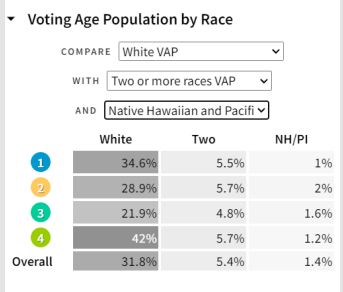 Voting Age Population by Race
COMPARE White VAP
WITH Two or more races VAP
AND Native Hawaiian and Pacifi
White Two NH/PI
1 34.6% 5.5% 1%
2 28.9% 5.7% 2%
3 21.9% 4.8% 1.6%
4 42% 5.7% 1.2%
Overall 31.8% 5.4% 1.4%